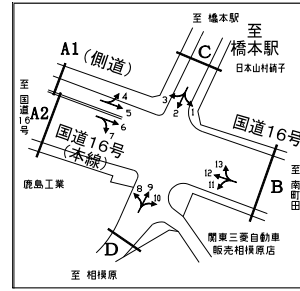 至 橋本駅
至
橋本駅
日本山村硝子
A1 (側道)
C
至 国道16号
A2
国道16号
(本線)
国道16号
鹿島工業
B
至 南町田
関東三菱自動車
販売相模原店
D
至 相模原
1
2
3
4
5
6
7
8
9
10
11
12
13